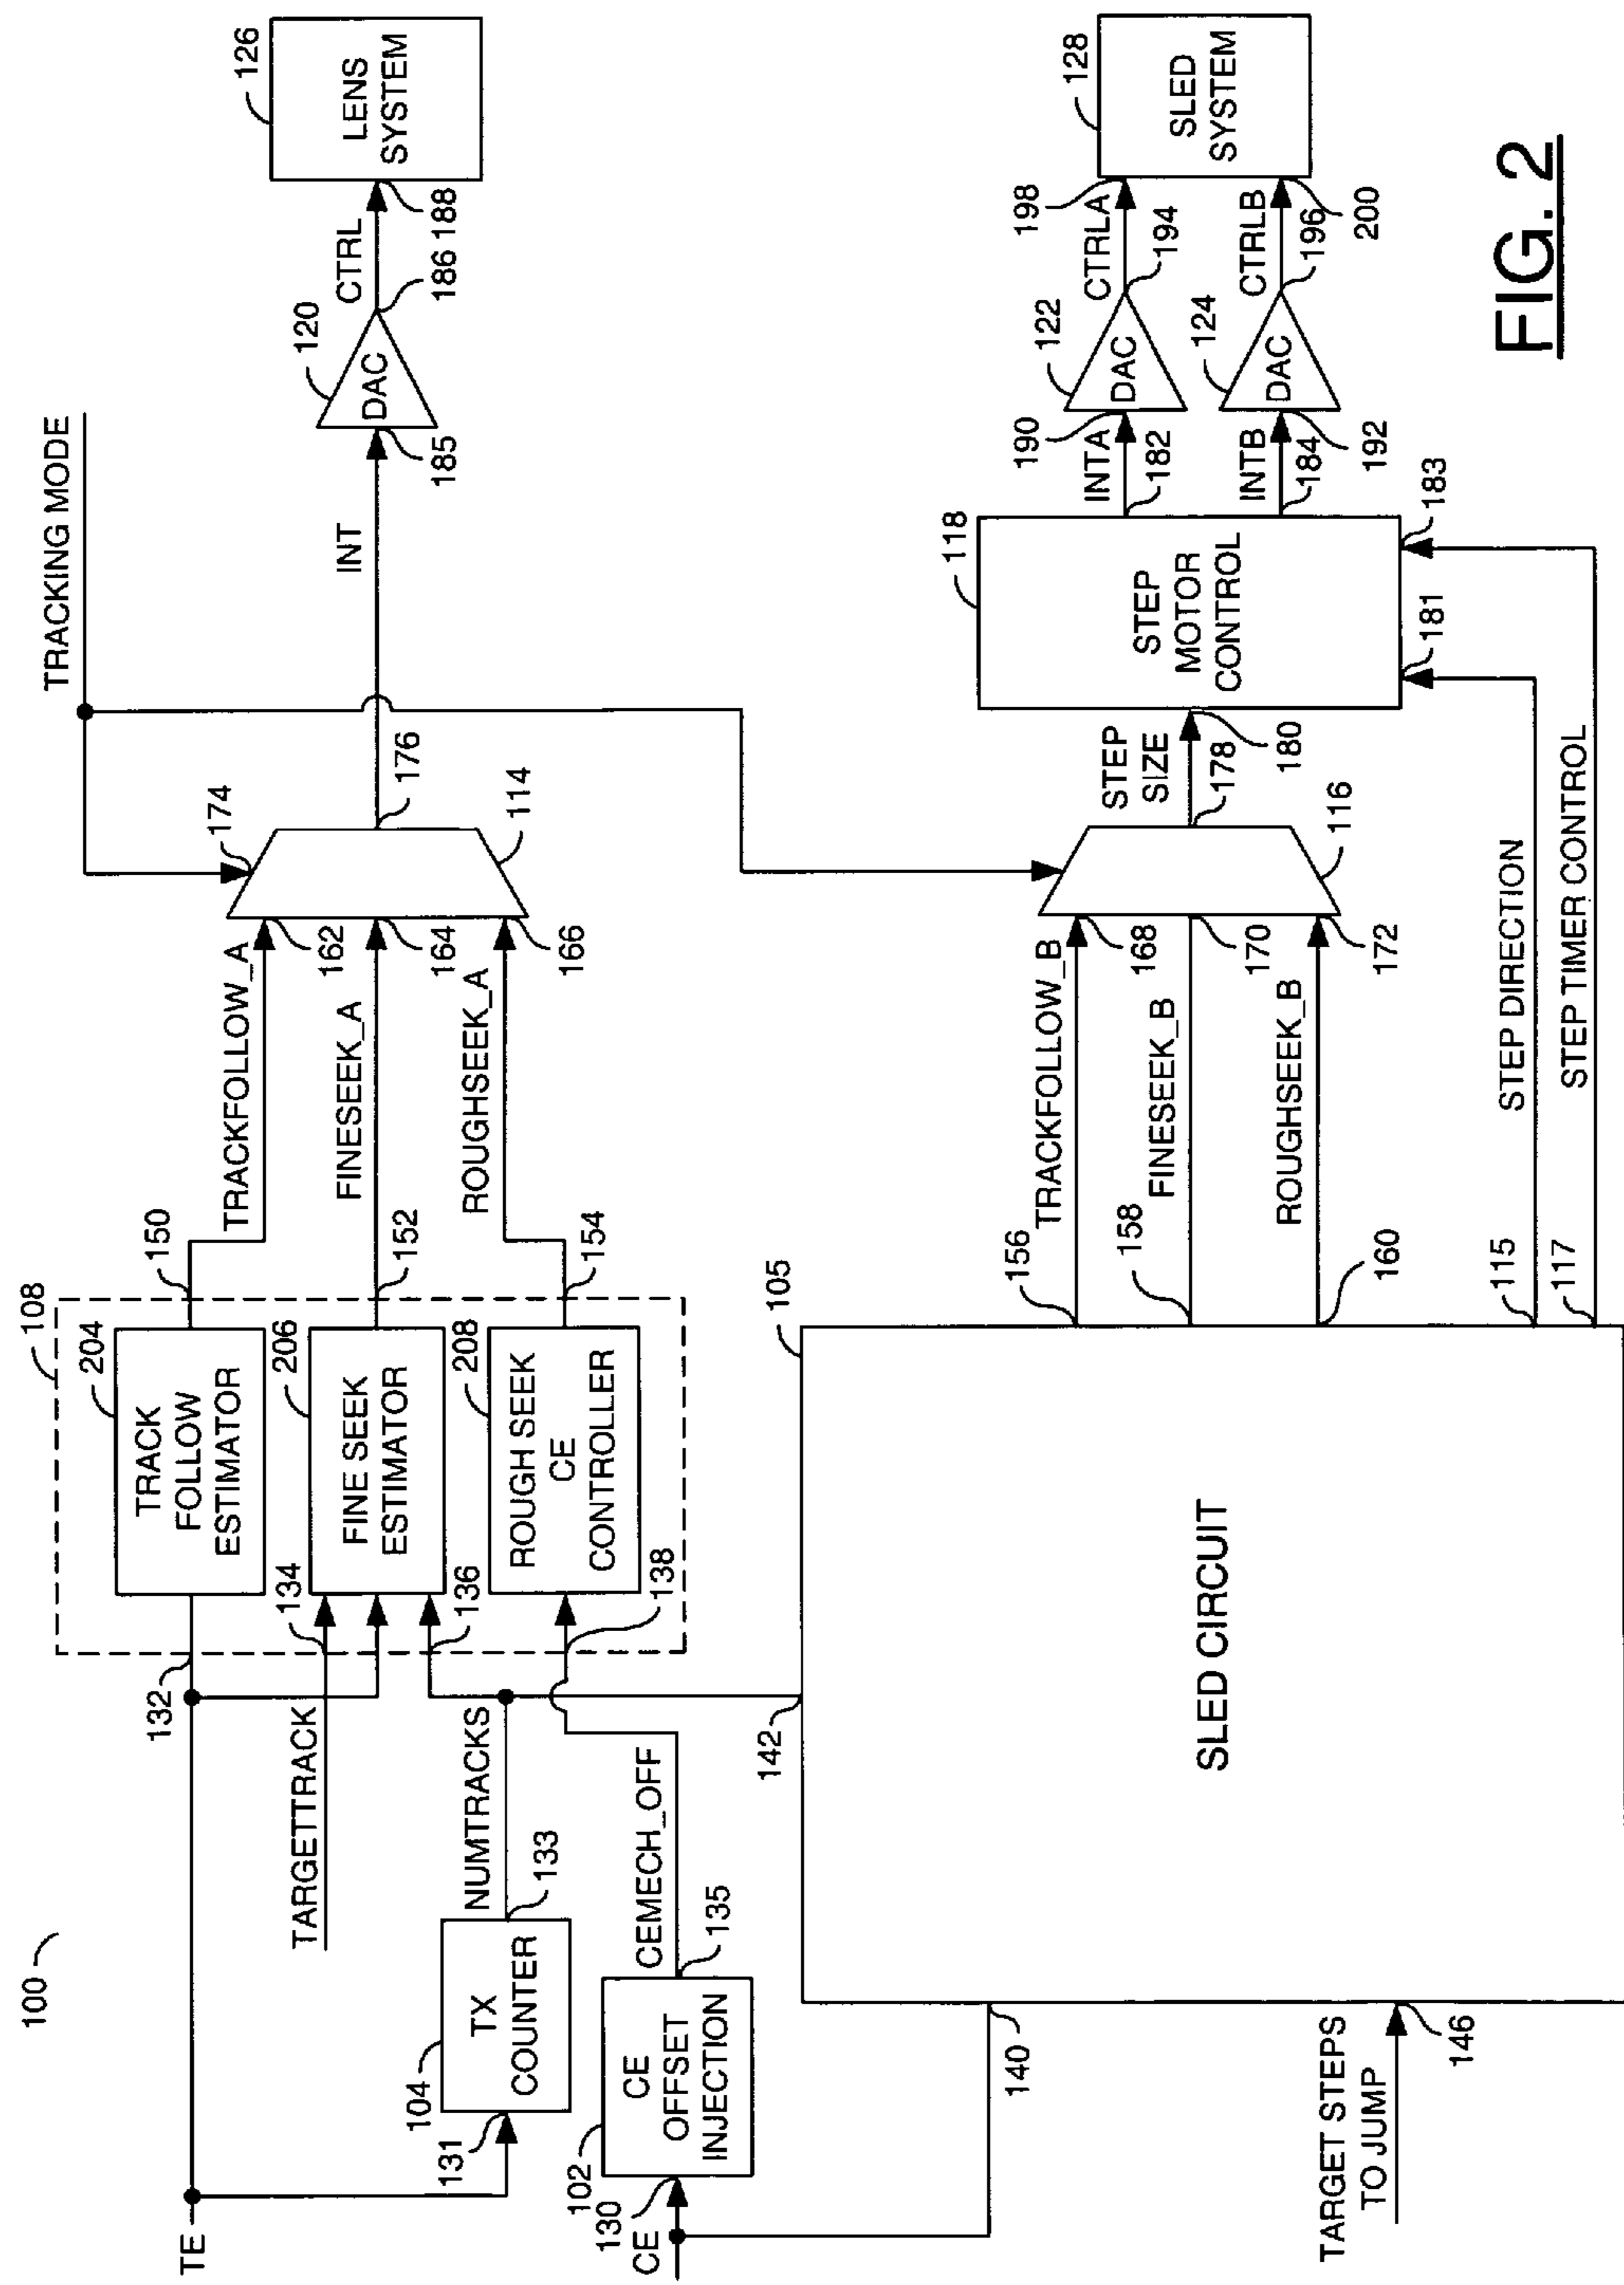 100
TE
131
104
TX
COUNTER
133
NUMTRACKS
TARGETTRACK
132
134
136
138
108
204
TRACK
FOLLOW
ESTIMATOR
206
FINE SEEK
ESTIMATOR
208
ROUGH SEEK
CE
CONTROLLER
150
152
154
TRACKFOLLOW_A
FINESEEK_A
ROUGHSEEK_A
162
164
166
174
176
114
TRACKING MODE
INT
185
120
DAC
186
CTRL
188
126
LENS
SYSTEM
CE
130
102
CE
OFFSET
INJECTION
135
CEMECH_OFF
142
140
TARGET STEPS
TO JUMP
146
105
SLED CIRCUIT
156
158
160
115
117
TRACKFOLLOW_B
FINESEEK_B
ROUGHSEEK_B
STEP DIRECTION
STEP TIMER CONTROL
168
170
172
116
178
STEP
SIZE
180
118
STEP
MOTOR
CONTROL
181
183
INTA
182
INTB
184
190
192
122
DAC
124
DAC
CTRLA
194
CTRLB
196
198
200
128
SLED
SYSTEM
FIG. 2